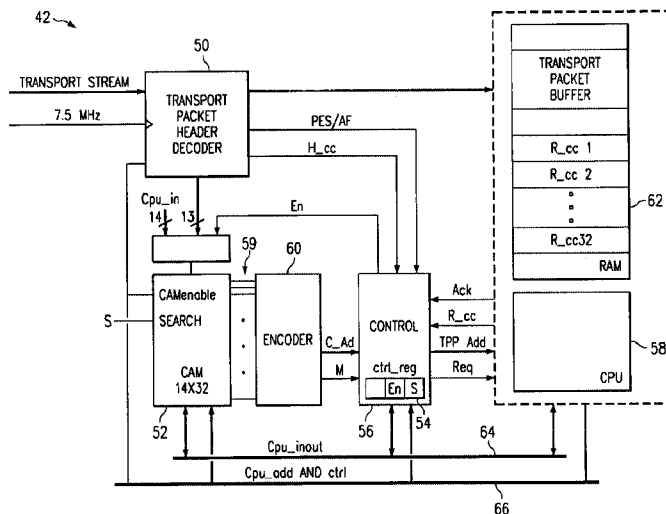 42
50
TRANSPORT STREAM
7.5 MHz
TRANSPORT
PACKET
HEADER
DECODER
PES/AF
H_cc
TRANSPORT
PACKET
BUFFER
R_cc 1
R_cc 2
R_cc32
RAM
62
Cpu_in
14
13
En
59
60
S
CAMenable
SEARCH
CAM
14X32
52
ENCODER
C_Ad
M
CONTROL
ctrl_reg
En
S
56
54
Ack
R_cc
TPP Add
Req
CPU
58
Cpu_inout
64
Cpu_add AND ctrl
66